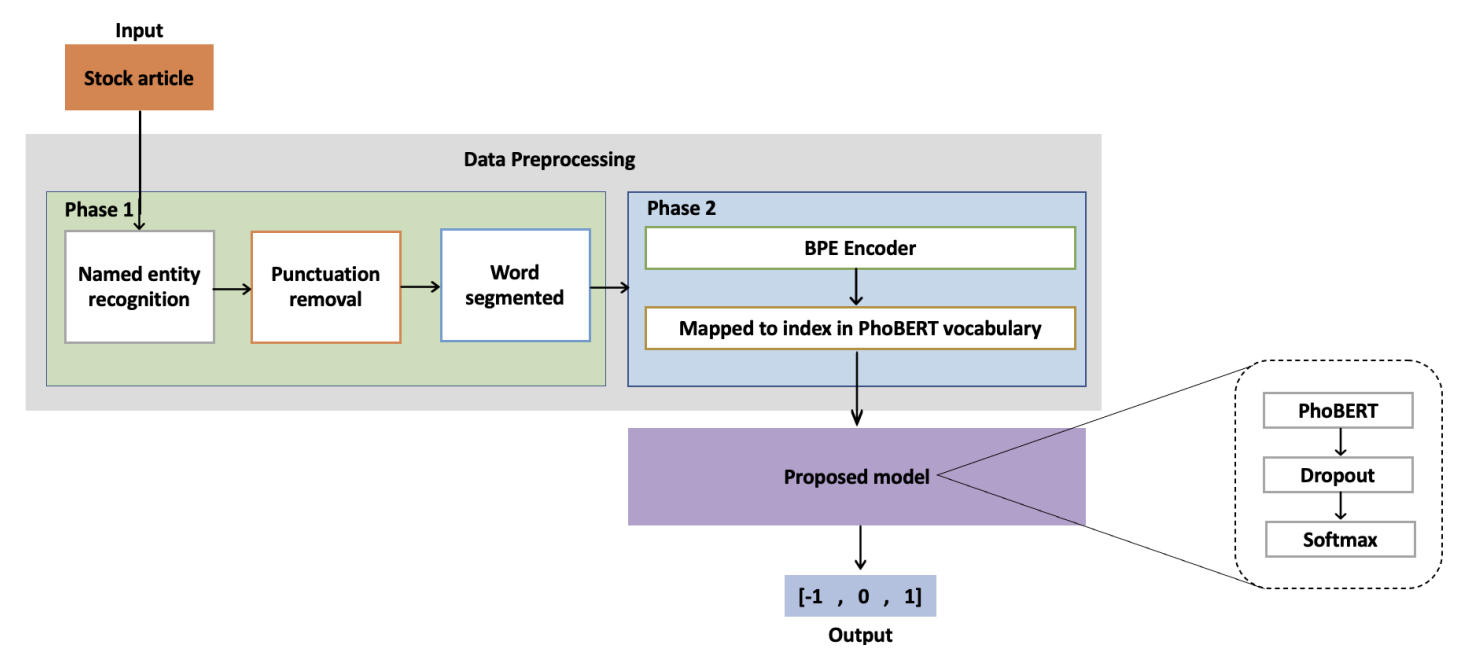 Input
Stock article
Data Preprocessing
Phase 1
Named entity
recognition
Punctuation
removal
Word
segmented
Phase 2
BPE Encoder
Mapped to index in PhoBERT vocabulary
Proposed model
PhoBERT
Dropout
Softmax
[-1 , 0 , 1]
Output